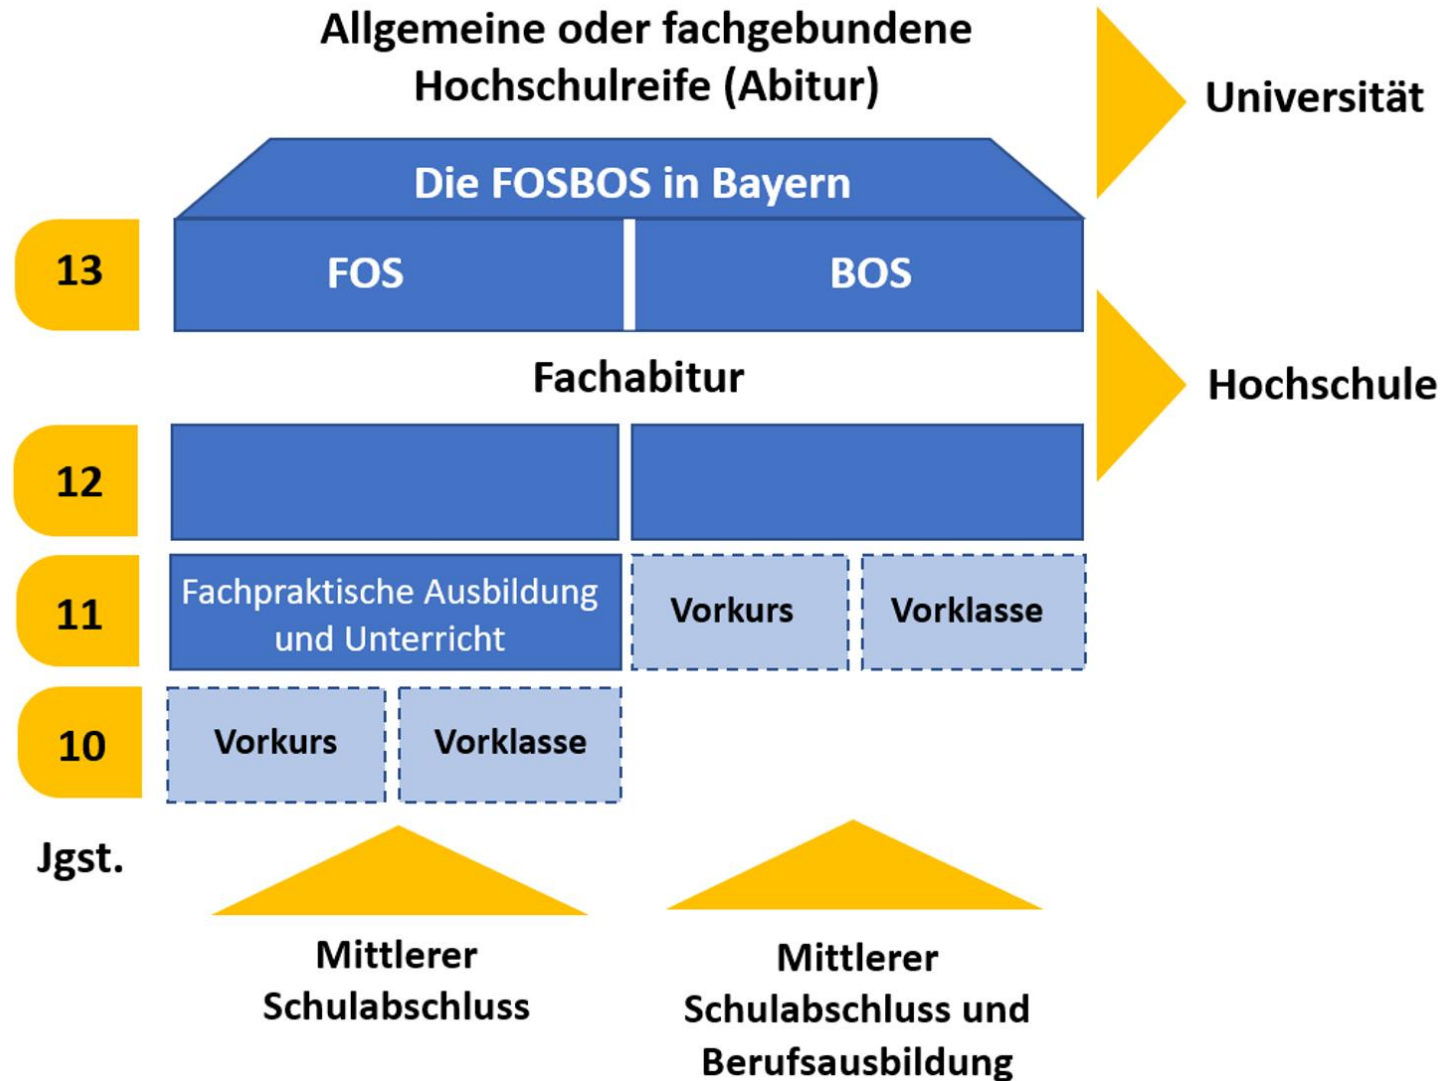 Allgemeine oder fachgebundene
Hochschulreife (Abitur)
Universität
Die FOSBOS in Bayern
13
FOS
BOS
Fachabitur
Hochschule
12
11
Fachpraktische Ausbildung
und Unterricht
Vorkurs
Vorklasse
10
Vorkurs
Vorklasse
Jgst.
Mittlerer
Schulabschluss
Mittlerer
Schulabschluss und
Berufsausbildung